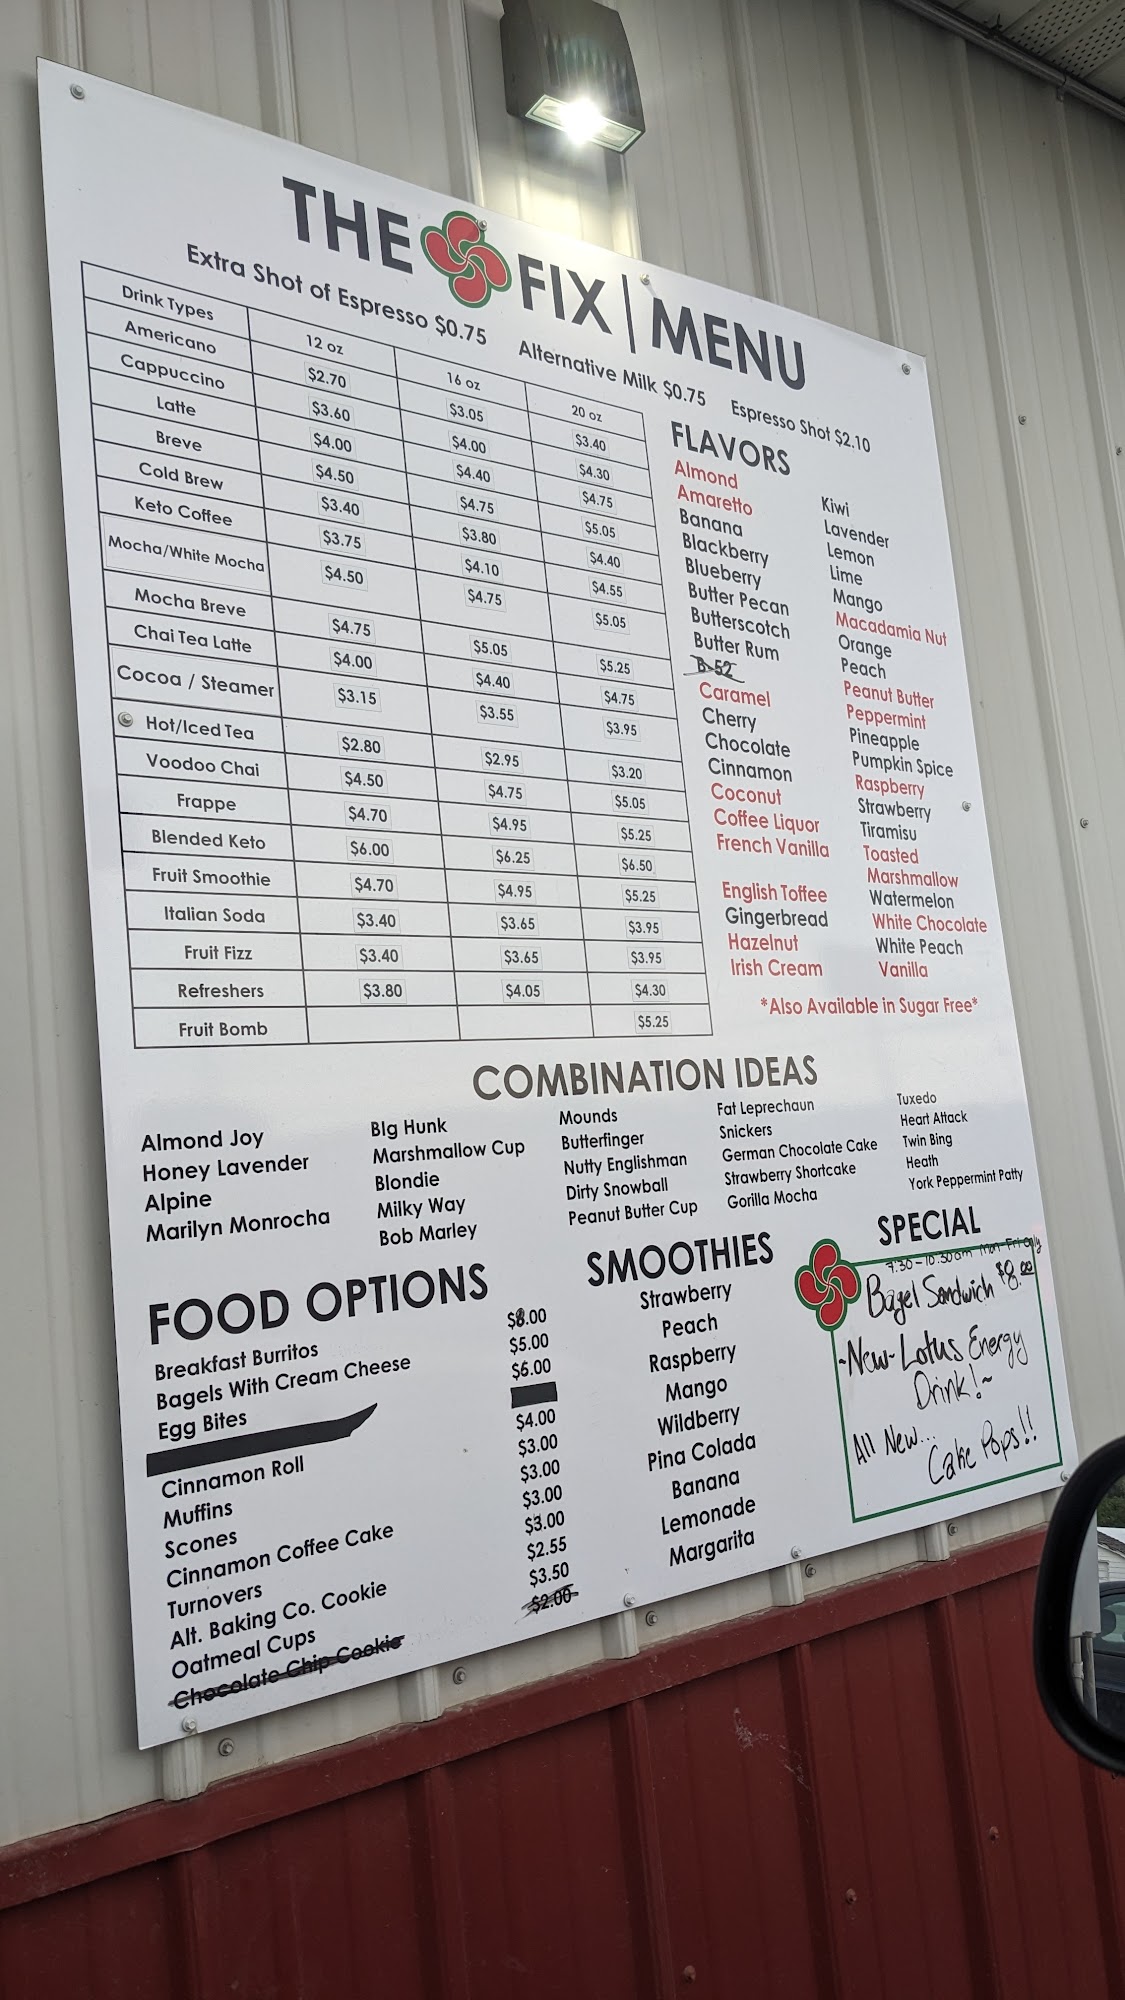 THE FIX | MENU
Extra Shot of Espresso $0.75 Alternative Milk $0.75 Espresso Shot $2.10
Drink Types 12 oz 16 oz 20 oz
Americano $2.70 $3.05 $3.40
Cappuccino $3.60 $4.00 $4.30
Latte $4.00 $4.40 $4.75
Breve $4.50 $4.75 $5.05
Cold Brew $3.40 $3.80 $4.40
Keto Coffee $3.75 $4.10 $4.55
Mocha/White Mocha $4.50 $4.75 $5.05
Mocha Breve $4.75 $5.05 $5.25
Chai Tea Latte $4.00 $4.40 $4.75
Cocoa / Steamer $3.15 $3.55 $3.95
Hot/Iced Tea $2.80 $2.95 $3.20
Voodoo Chai $4.50 $4.75 $5.05
Frappe $4.70 $4.95 $5.25
Blended Keto $6.00 $6.25 $6.50
Fruit Smoothie $4.70 $4.95 $5.25
Italian Soda $3.40 $3.65 $3.95
Fruit Fizz $3.40 $3.65 $3.95
Refreshers $3.80 $4.05 $4.30
Fruit Bomb $5.25
FLAVORS
Almond
Amaretto
Banana
Blackberry
Blueberry
Butter Pecan
Butterscotch
Butter Rum
B-52
Caramel
Cherry
Chocolate
Cinnamon
Coconut
Coffee Liquor
French Vanilla
English Toffee
Gingerbread
Hazelnut
Irish Cream
Kiwi
Lavender
Lemon
Lime
Mango
Macadamia Nut
Orange
Peach
Peanut Butter
Peppermint
Pineapple
Pumpkin Spice
Raspberry
Strawberry
Tiramisu
Toasted
Marshmallow
Watermelon
White Chocolate
White Peach
Vanilla
*Also Available in Sugar Free*
COMBINATION IDEAS
Almond Joy
Honey Lavender
Alpine
Marilyn Monrocha
BIg Hunk
Marshmallow Cup
Blondie
Milky Way
Bob Marley
Mounds
Butterfinger
Nutty Englishman
Dirty Snowball
Peanut Butter Cup
Fat Leprechaun
Snickers
German Chocolate Cake
Strawberry Shortcake
Gorilla Mocha
Tuxedo
Heart Attack
Twin Bing
Heath
York Peppermint Patty
FOOD OPTIONS
Breakfast Burritos $8.00
Bagels With Cream Cheese $5.00
Egg Bites $6.00
Cinnamon Roll $4.00
Muffins $3.00
Scones $3.00
Cinnamon Coffee Cake $3.00
Turnovers $3.00
Alt. Baking Co. Cookie $2.55
Oatmeal Cups $3.50
Chocolate Chip Cookie $2.00
SMOOTHIES
Strawberry
Peach
Raspberry
Mango
Wildberry
Pina Colada
Banana
Lemonade
Margarita
SPECIAL
7:30-10:30am Mon-Fri only
Bagel Sandwich $8.00
~New~ Lotus Energy
Drink!~
All New...
Cake Pops!!